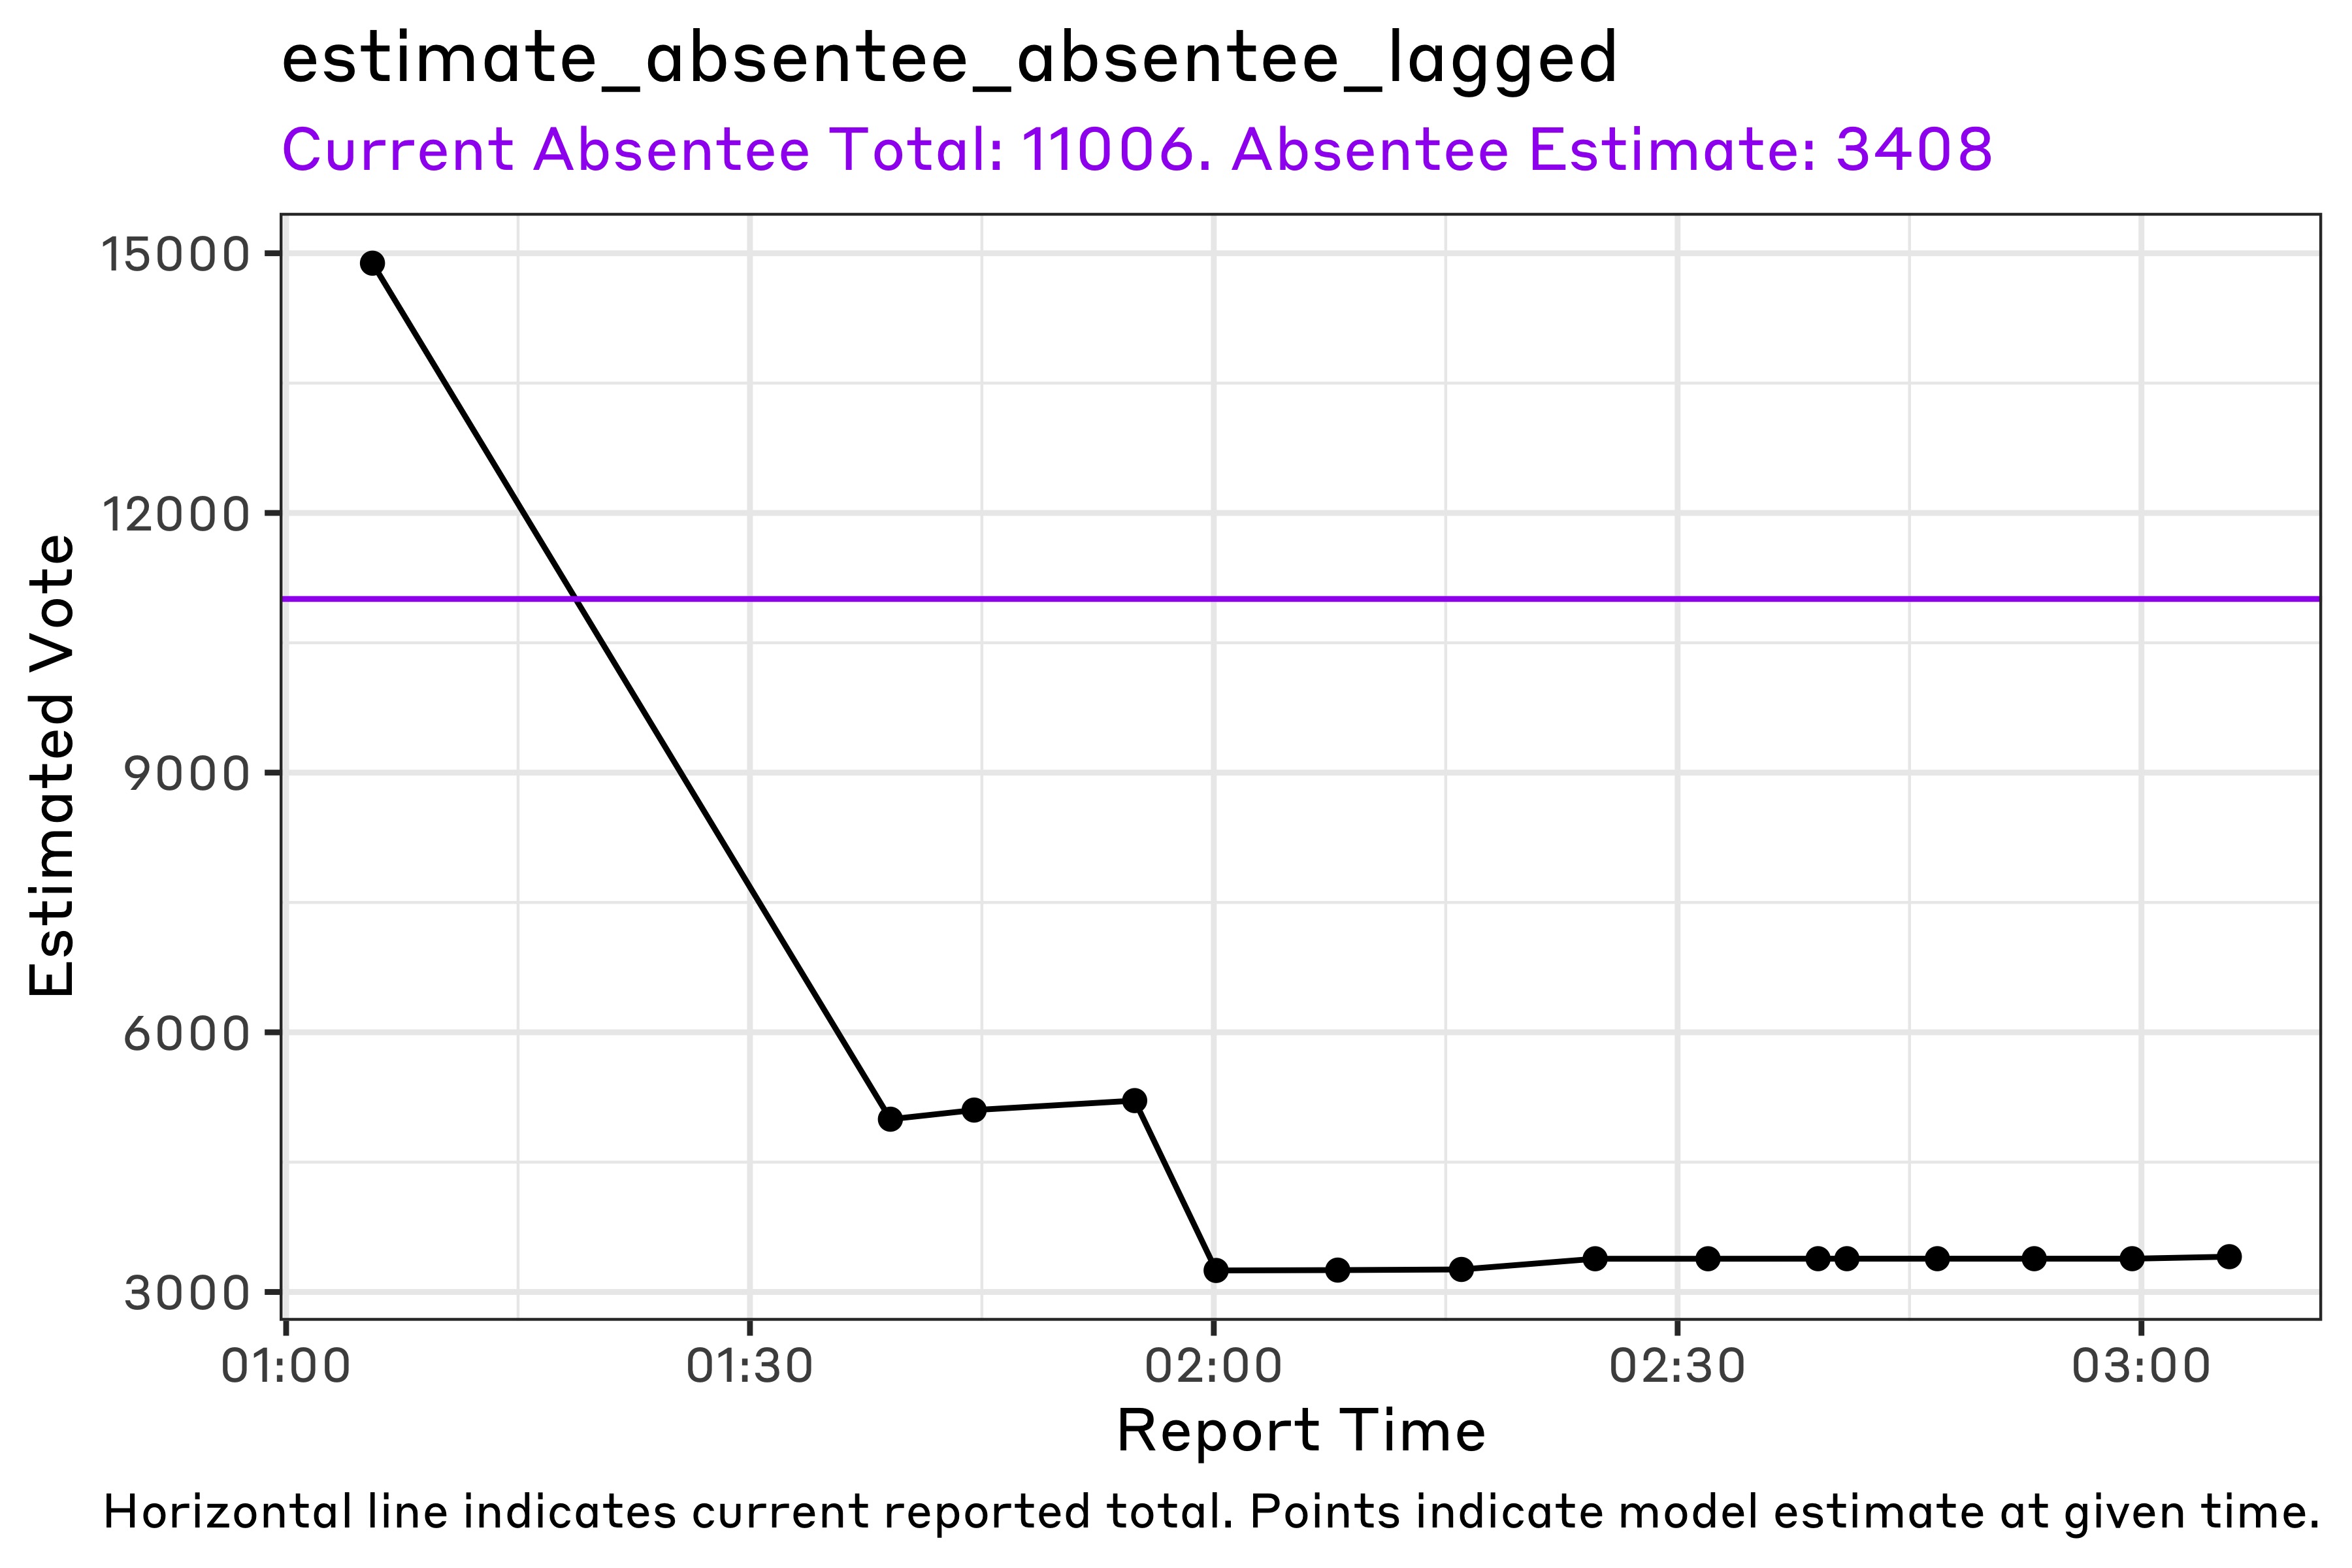 estimate_absentee_absentee_lagged
Current Absentee Total: 11006. Absentee Estimate: 3408
Estimated Vote
15000
12000
9000
6000
3000
01:00 01:30 02:00 02:30 03:00
Report Time
Horizontal line indicates current reported total. Points indicate model estimate at given time.